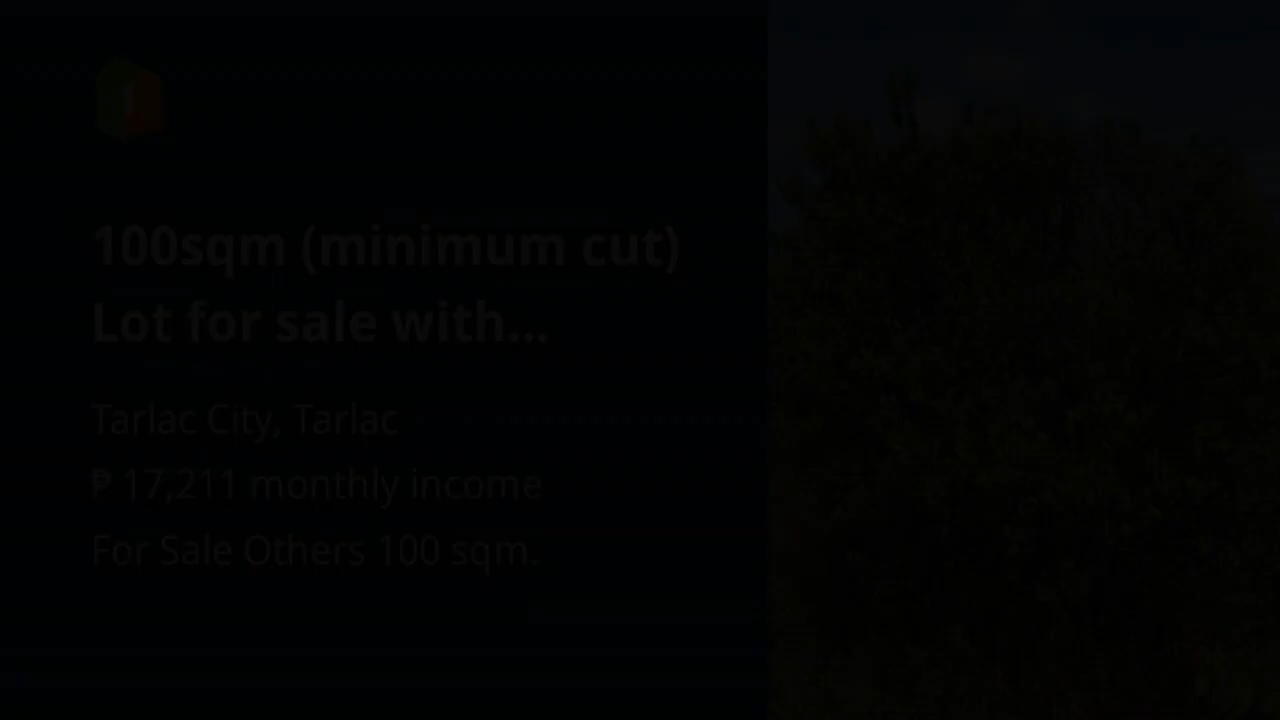 100sqm (minimum cut)
Lot for sale with...
Tarlac City, Tarlac
₱ 17,211 monthly income
For Sale Others 100 sqm.